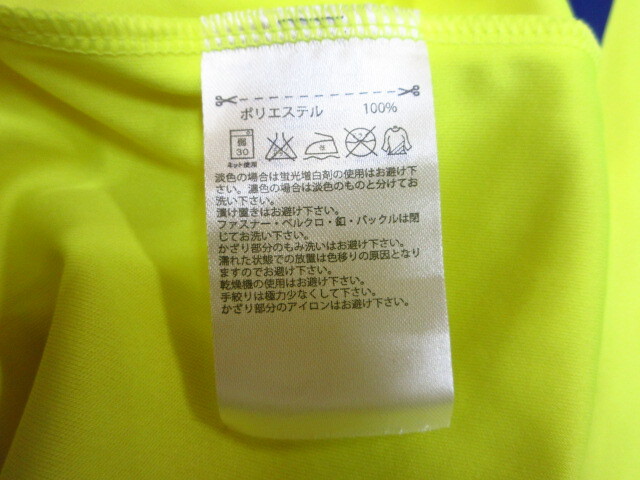 ポリエステル 100%
弱
30
ネット使用
淡色の場合は蛍光増白剤の使用はお避け下
さい。濃色の場合は淡色のものと分けてお
洗い下さい。
漬け置きはお避け下さい。
ファスナー・ベルクロ・釦・バックルは閉
じてお洗い下さい。
かざり部分のもみ洗いはお避け下さい。
濡れた状態での放置は色移りの原因となり
ますのでお避け下さい。
乾燥機の使用はお避け下さい。
手絞りは極力少なくして下さい。
かざり部分のアイロンはお避け下さい。